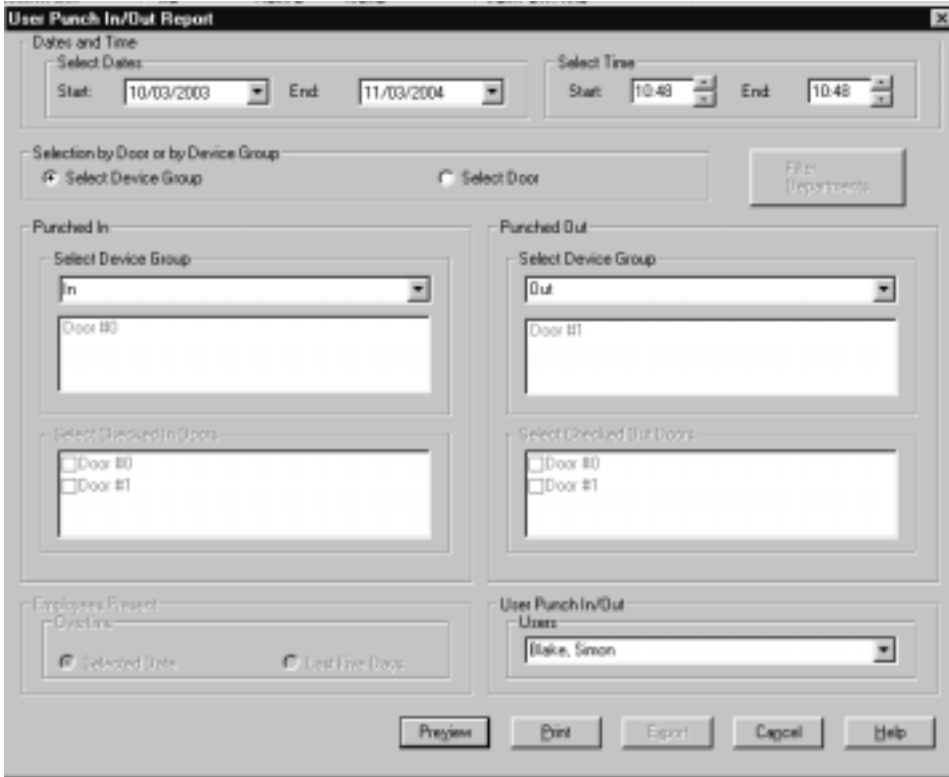 User Punch In/Out Report
Dates and Time
Select Dates
Select Time
Start: 10/03/2003 End: 11/03/2004
Start: 10:48 End: 10:48
Selection by Door or by Device Group
Select Device Group
Select Door
Filter
Departments
Punched In
Select Device Group
In
Door #0
Select Checked In Doors
Door #0
Door #1
Punched Out
Select Device Group
Out
Door #1
Select Checked Out Doors
Door #0
Door #1
Employees Present
Overtime
Selected Date
Last Five Days
User Punch In/Out
Users
Blake, Simon
Preview
Print
Export
Cancel
Help